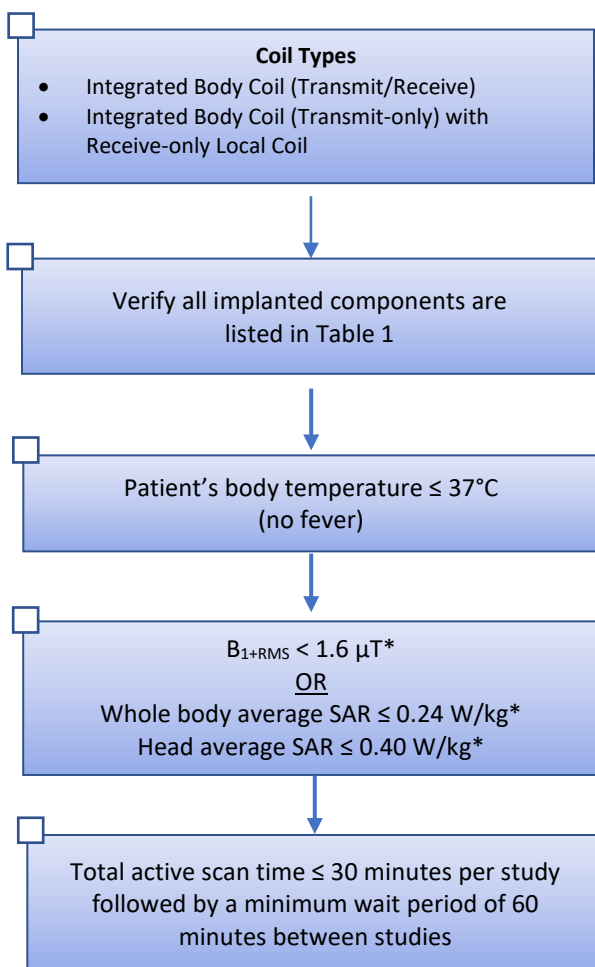 Coil Types
• Integrated Body Coil (Transmit/Receive)
• Integrated Body Coil (Transmit-only) with
Receive-only Local Coil
Verify all implanted components are
listed in Table 1
Patient’s body temperature ≤ 37°C
(no fever)
B1+RMS < 1.6 µT*
OR
Whole body average SAR ≤ 0.24 W/kg*
Head average SAR ≤ 0.40 W/kg*
Total active scan time ≤ 30 minutes per study
followed by a minimum wait period of 60
minutes between studies